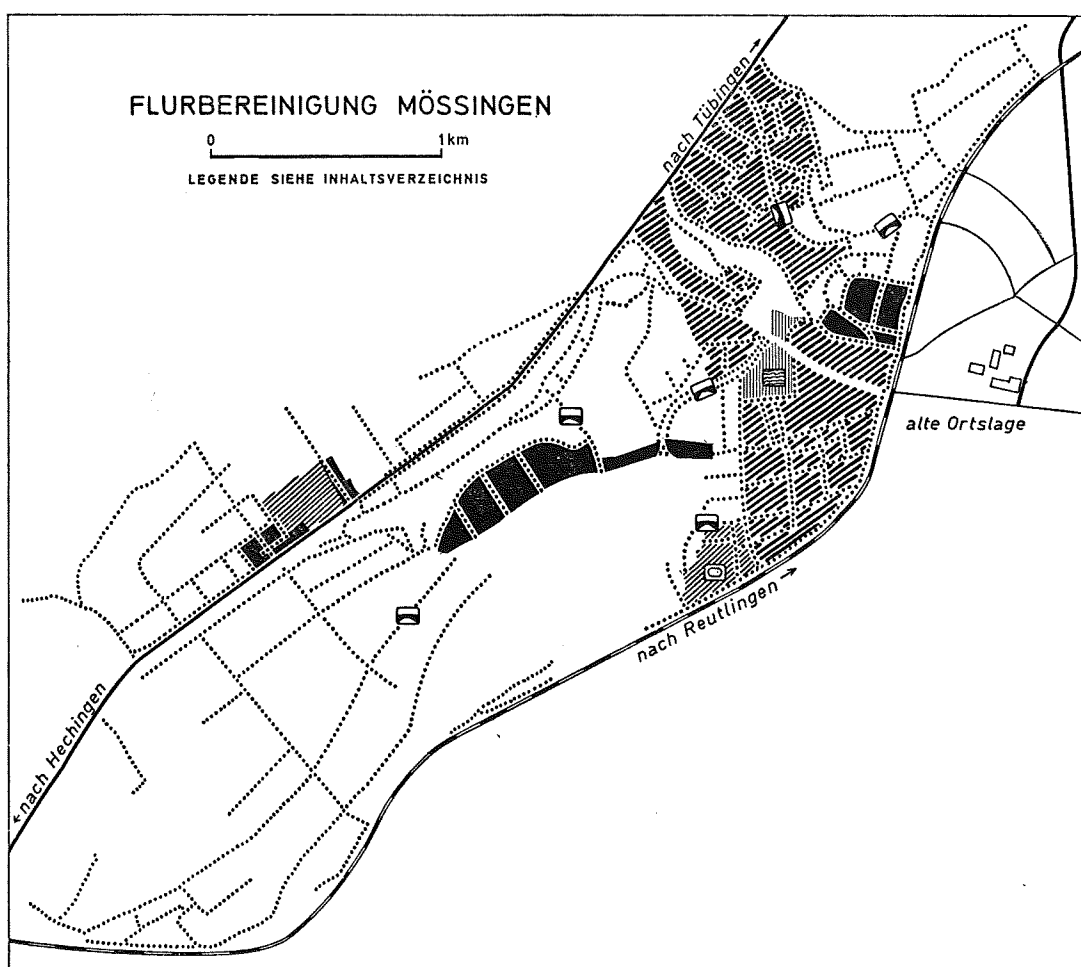 FLURBEREINIGUNG MÖSSINGEN
0 1km
LEGENDE SIEHE INHALTSVERZEICHNIS
nach Tübingen →
alte Ortslage
nach Reutlingen →
← nach Hechingen